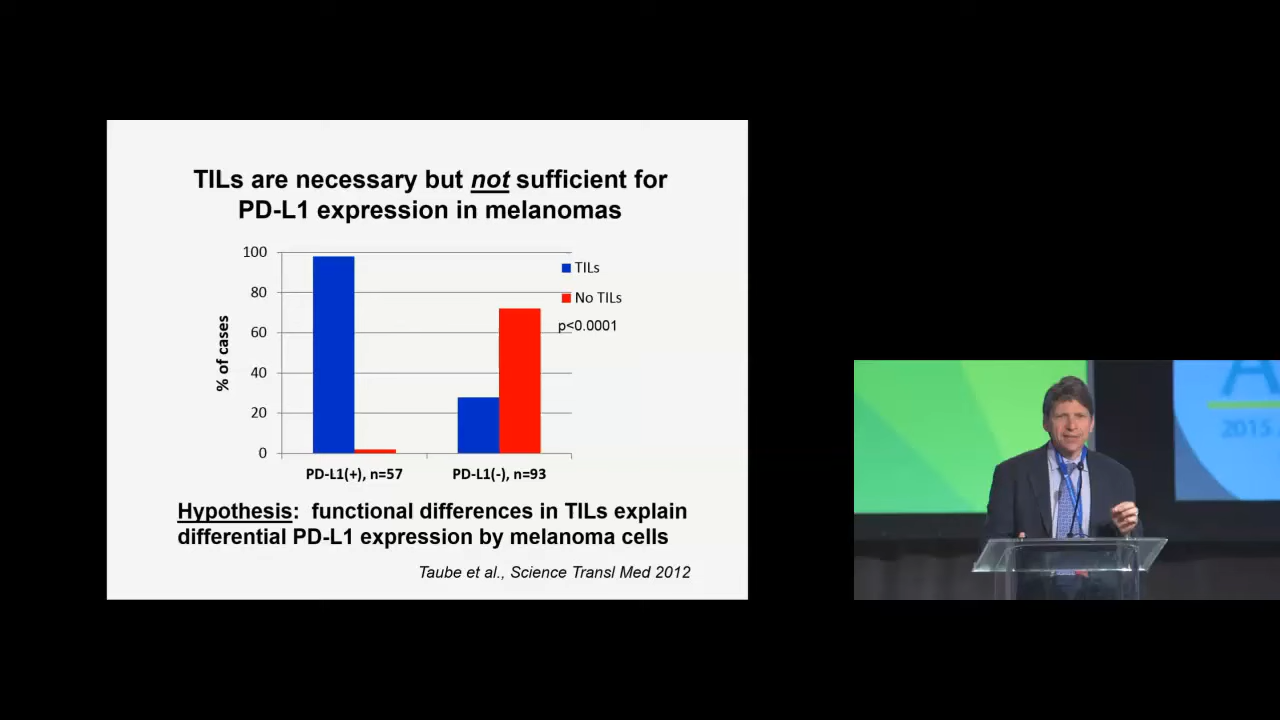 TILs are necessary but not sufficient for
PD-L1 expression in melanomas
100
80
60
40
20
0
% of cases
TILs
No TILs
p<0.0001
PD-L1(+), n=57
PD-L1(-), n=93
Hypothesis: functional differences in TILs explain
differential PD-L1 expression by melanoma cells
Taube et al., Science Transl Med 2012
A
2015